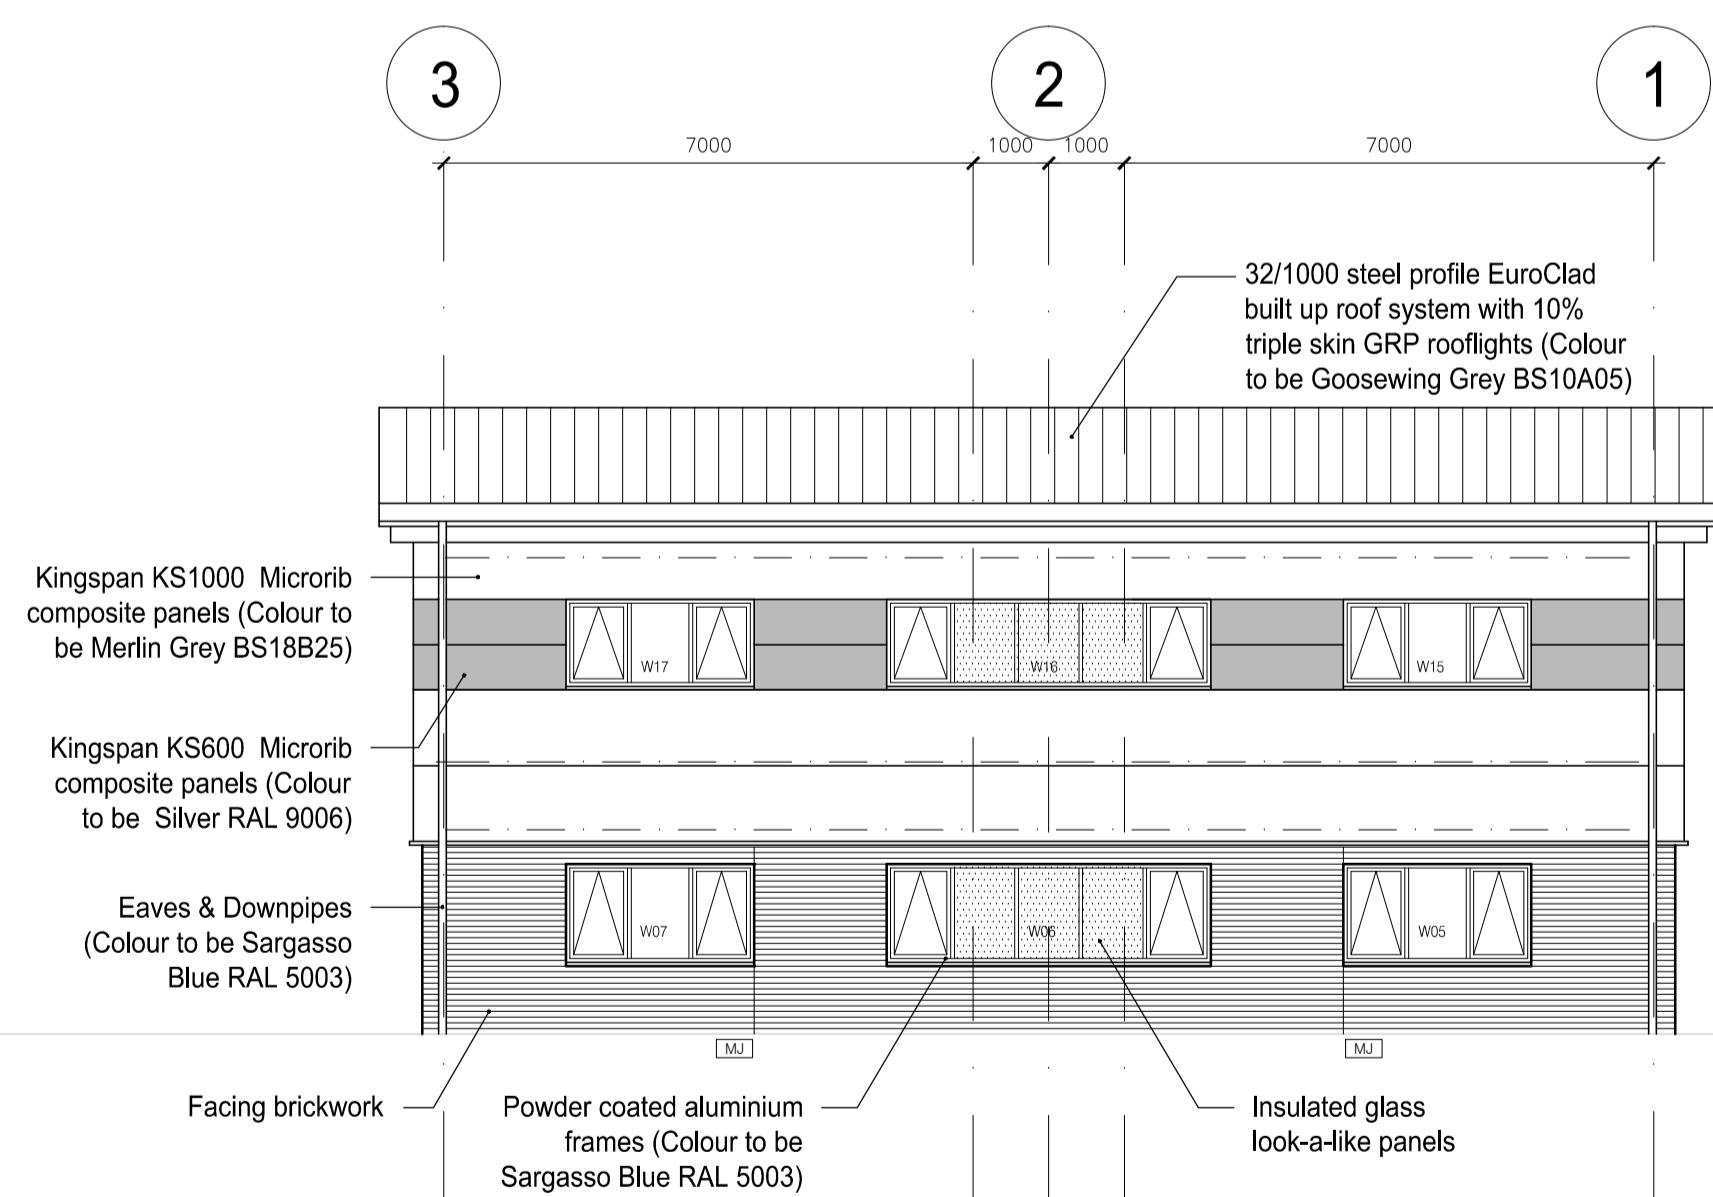 3
2
1
7000
1000
1000
7000
32/1000 steel profile EuroClad
built up roof system with 10%
triple skin GRP rooflights (Colour
to be Goosewing Grey BS10A05)
Kingspan KS1000 Microrib
composite panels (Colour to
be Merlin Grey BS18B25)
W17
W16
W15
Kingspan KS600 Microrib
composite panels (Colour
to be Silver RAL 9006)
Eaves & Downpipes
(Colour to be Sargasso
Blue RAL 5003)
W07
W06
W05
MJ
MJ
Facing brickwork
Powder coated aluminium
frames (Colour to be
Sargasso Blue RAL 5003)
Insulated glass
look-a-like panels